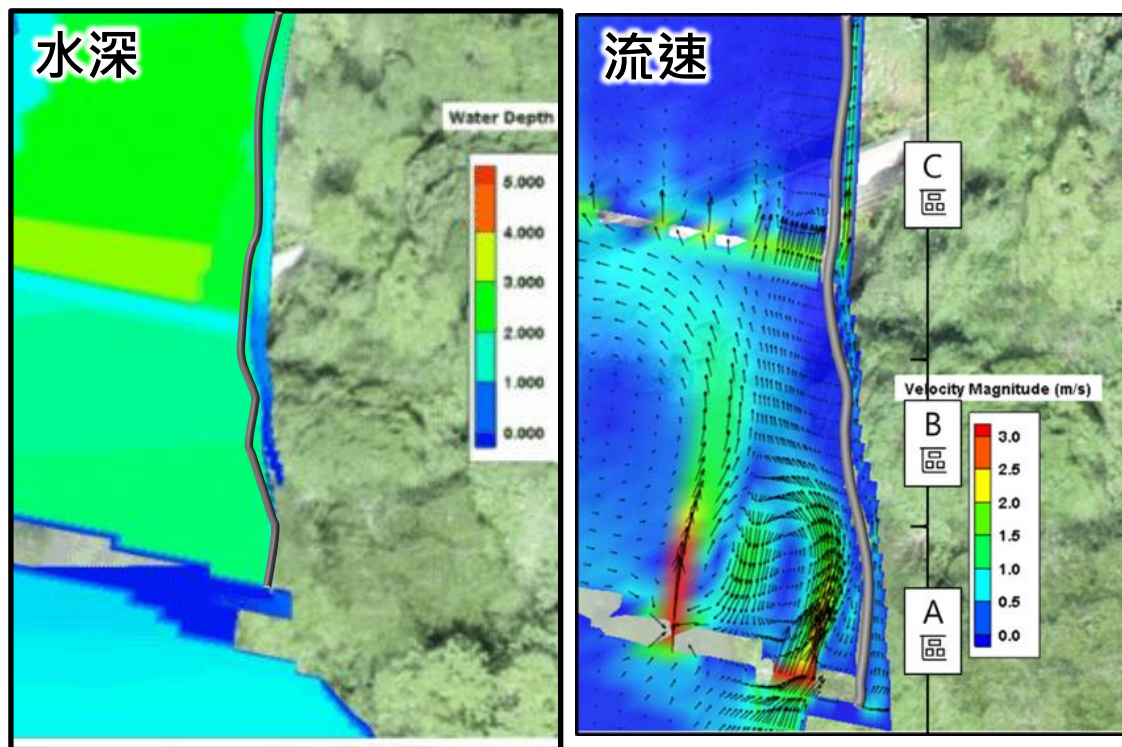 水深
Water Depth
5.000
4.000
3.000
2.000
1.000
0.000
流速
C
區
Velocity Magnitude (m/s)
B
區
3.0
2.5
2.0
1.5
1.0
0.5
0.0
A
區